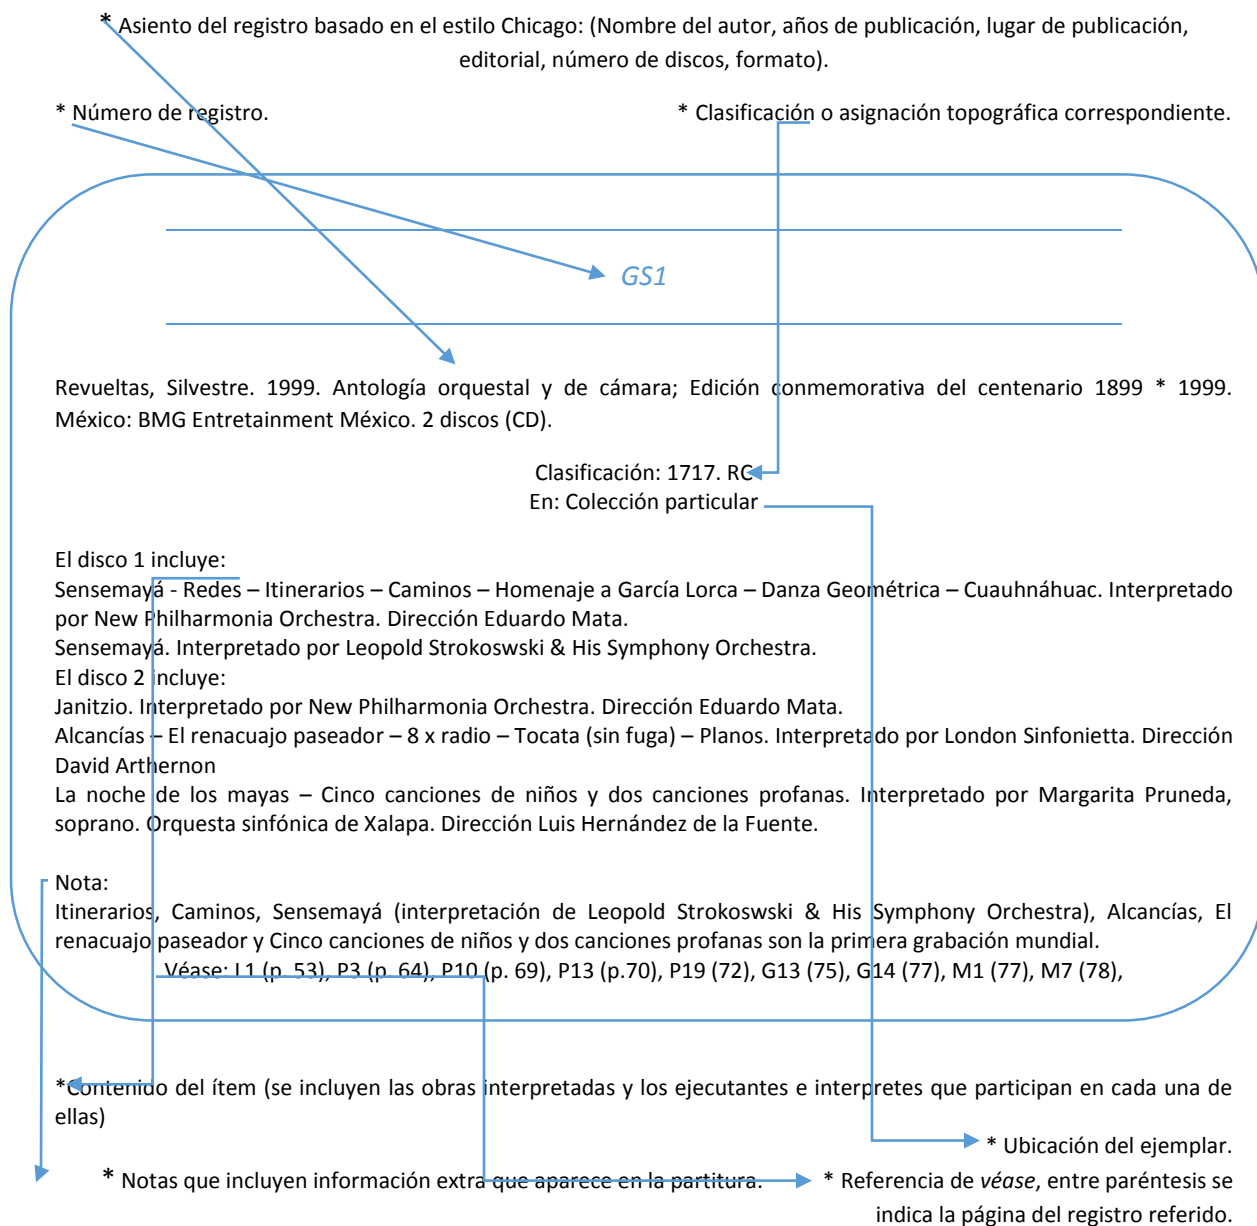 * Asiento del registro basado en el estilo Chicago: (Nombre del autor, años de publicación, lugar de publicación,
editorial, número de discos, formato).
* Número de registro.
* Clasificación o asignación topográfica correspondiente.
GS1
Revueltas, Silvestre. 1999. Antología orquestal y de cámara; Edición conmemorativa del centenario 1899 * 1999.
México: BMG Entretainment México. 2 discos (CD).
Clasificación: 1717. RC
En: Colección particular
El disco 1 incluye:
Sensemayá - Redes – Itinerarios – Caminos – Homenaje a García Lorca – Danza Geométrica – Cuauhnáhuac. Interpretado
por New Philharmonia Orchestra. Dirección Eduardo Mata.
Sensemayá. Interpretado por Leopold Strokoswski & His Symphony Orchestra.
El disco 2 incluye:
Janitzio. Interpretado por New Philharmonia Orchestra. Dirección Eduardo Mata.
Alcancías – El renacuajo paseador – 8 x radio – Tocata (sin fuga) – Planos. Interpretado por London Sinfonietta. Dirección
David Arthernon
La noche de los mayas – Cinco canciones de niños y dos canciones profanas. Interpretado por Margarita Pruneda,
soprano. Orquesta sinfónica de Xalapa. Dirección Luis Hernández de la Fuente.
Nota:
Itinerarios, Caminos, Sensemayá (interpretación de Leopold Strokoswski & His Symphony Orchestra), Alcancías, El
renacuajo paseador y Cinco canciones de niños y dos canciones profanas son la primera grabación mundial.
Véase: L1 (p. 53), P3 (p. 64), P10 (p. 69), P13 (p.70), P19 (72), G13 (75), G14 (77), M1 (77), M7 (78),
*Contenido del ítem (se incluyen las obras interpretadas y los ejecutantes e interpretes que participan en cada una de
ellas)
* Ubicación del ejemplar.
* Notas que incluyen información extra que aparece en la partitura.
* Referencia de véase, entre paréntesis se
indica la página del registro referido.